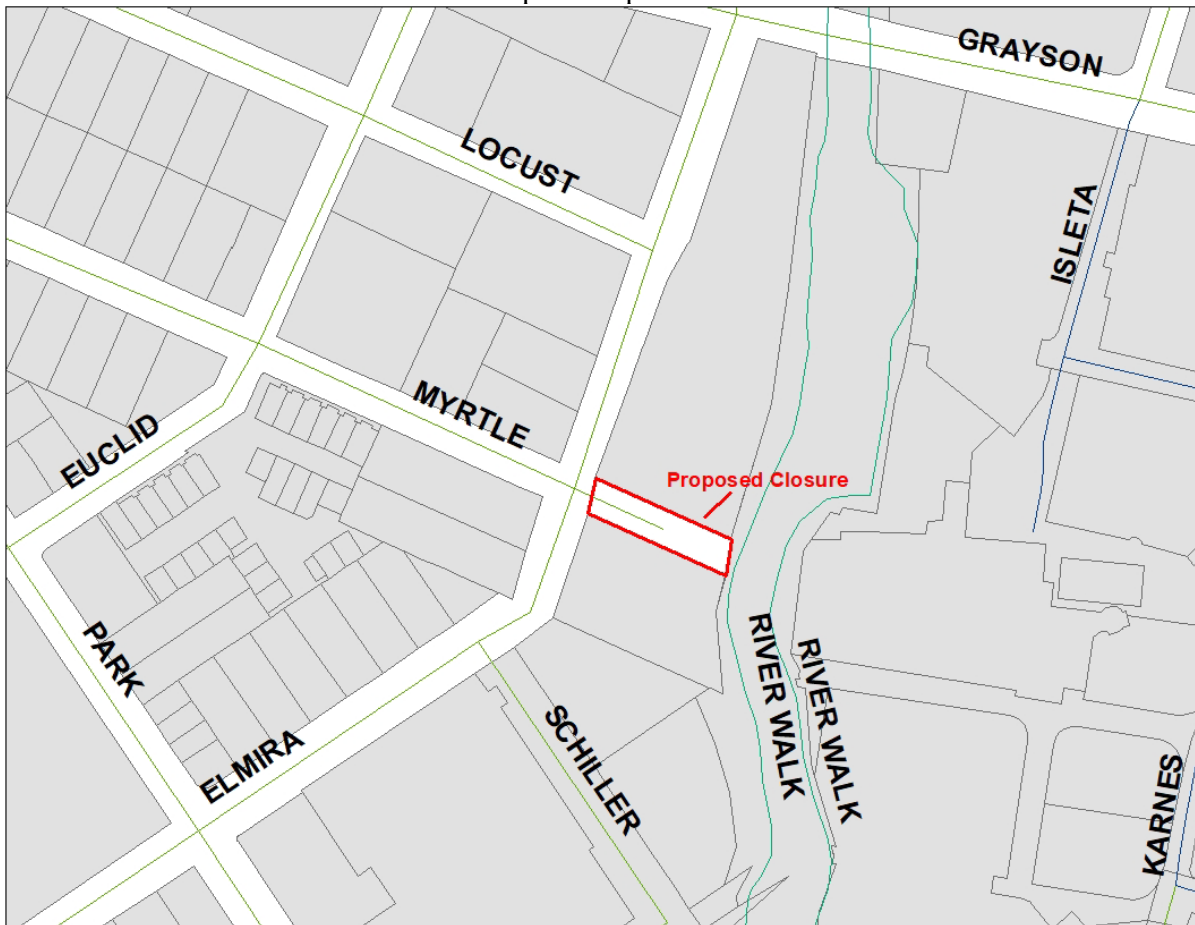 GRAYSON
LOCUST
ISLETA
MYRTLE
EUCLID
Proposed Closure
PARK
RIVER WALK
RIVER WALK
ELMIRA
SCHILLER
KARNES